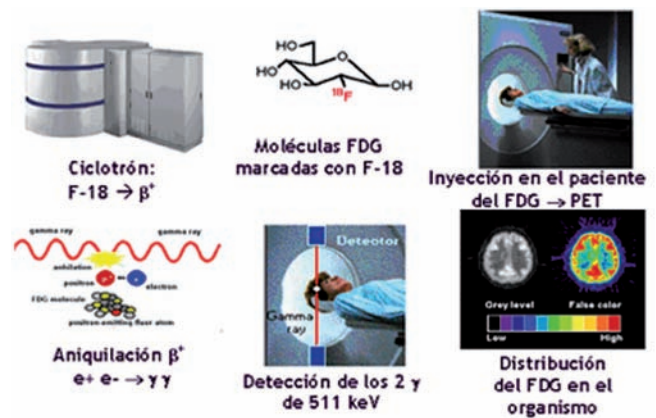 Ciclotrón:
F-18 → β⁺
HO
HO
HO
O
OH
¹⁸F
Moléculas FDG
marcadas con F-18
Inyección en el paciente
del FDG → PET
gamma ray gamma ray
anhilation
positron electron
FDG molecule
positron-emitting fluor atom
Aniquilación β⁺
e+ e- → γ γ
Detector
Gamma
ray
Detección de los 2 γ
de 511 keV
Grey level False color
Low High
Distribución
del FDG en el
organismo